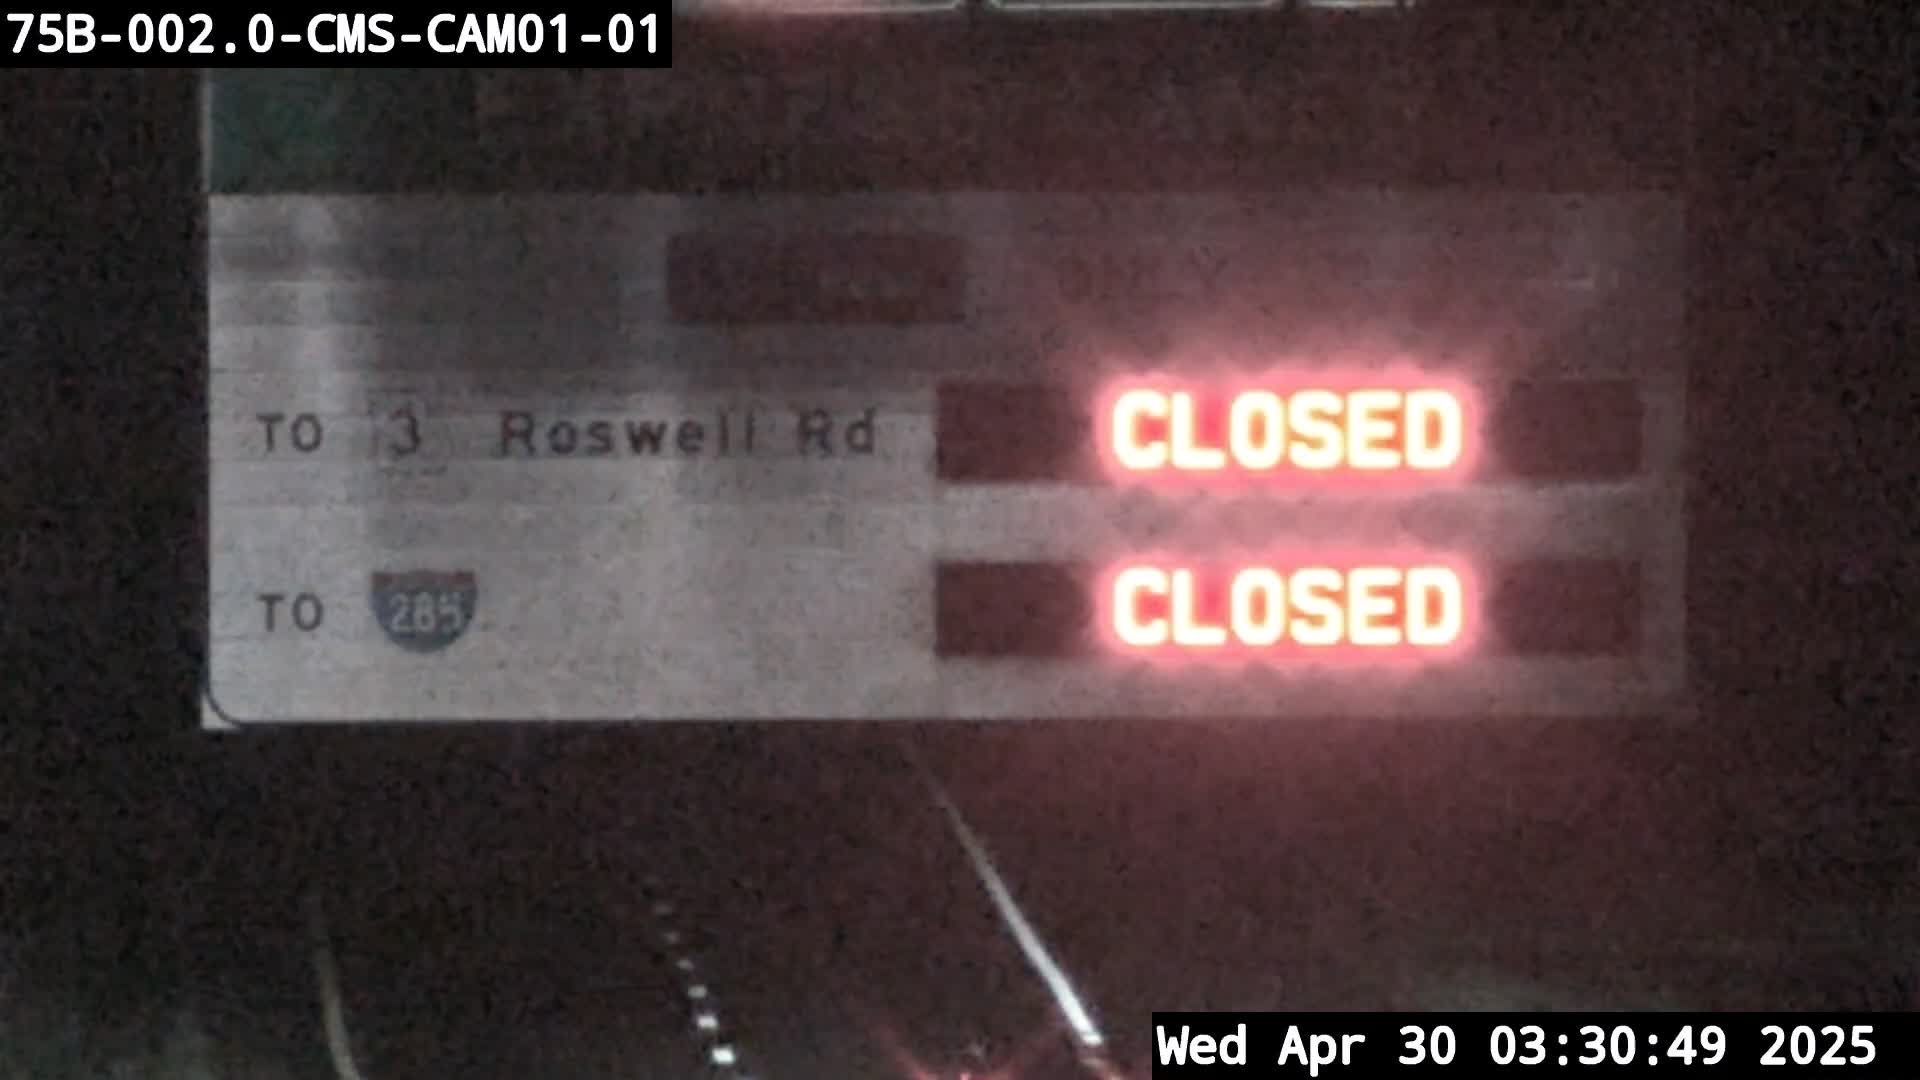 75B-002.0-CMS-CAM01-01
TO 3 Roswell Rd CLOSED
TO 285 CLOSED
Wed Apr 30 03:30:49 2025